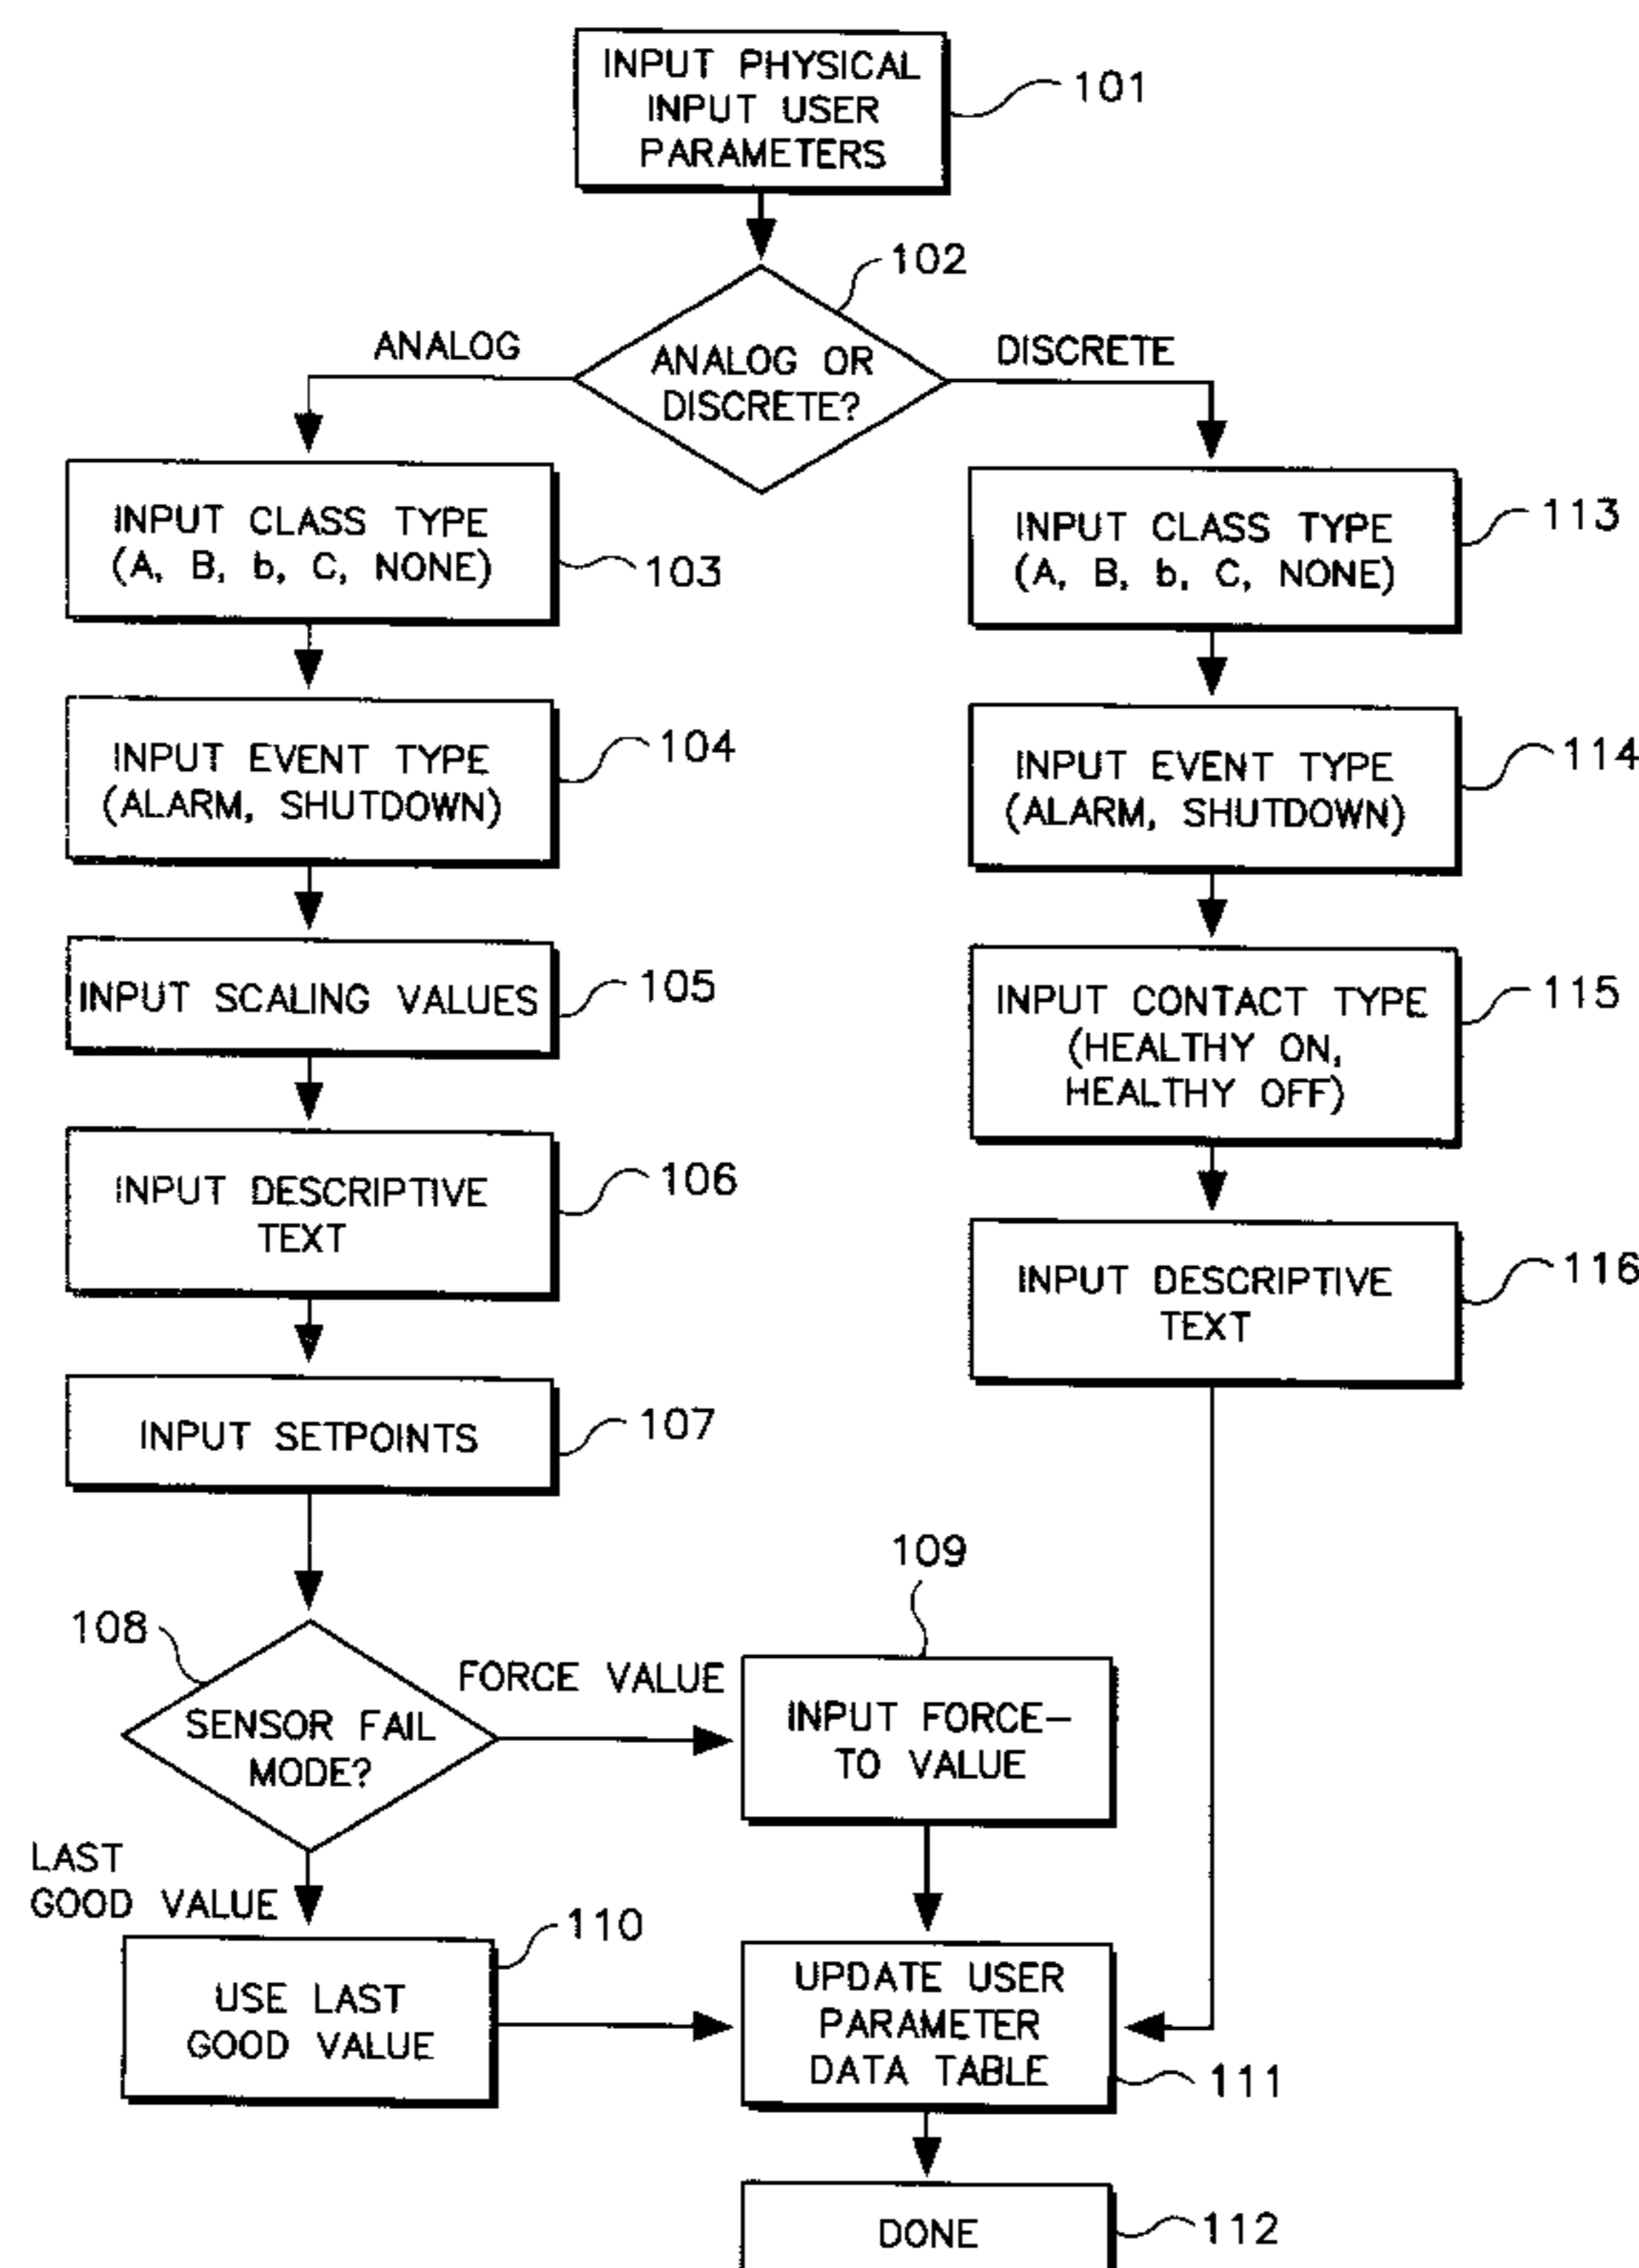 INPUT PHYSICAL
INPUT USER
PARAMETERS
101
102
ANALOG OR
DISCRETE?
ANALOG
DISCRETE
INPUT CLASS TYPE
(A, B, b, C, NONE)
103
INPUT EVENT TYPE
(ALARM, SHUTDOWN)
104
INPUT SCALING VALUES
105
INPUT DESCRIPTIVE
TEXT
106
INPUT SETPOINTS
107
108
SENSOR FAIL
MODE?
FORCE VALUE
109
INPUT FORCE-
TO VALUE
LAST
GOOD VALUE
110
USE LAST
GOOD VALUE
UPDATE USER
PARAMETER
DATA TABLE
111
DONE
112
INPUT CLASS TYPE
(A, B, b, C, NONE)
113
INPUT EVENT TYPE
(ALARM, SHUTDOWN)
114
INPUT CONTACT TYPE
(HEALTHY ON,
HEALTHY OFF)
115
INPUT DESCRIPTIVE
TEXT
116